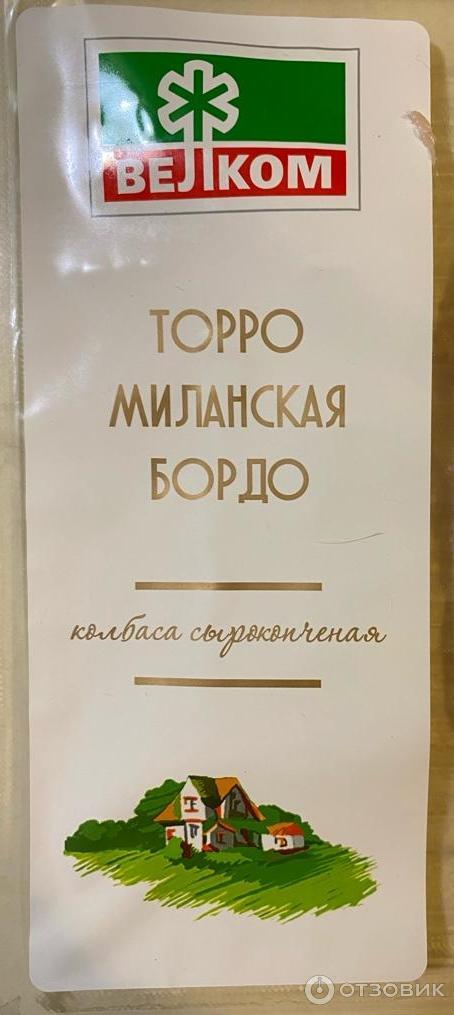 ВЕЛКОМ
ТОРРО
МИЛАНСКАЯ
БОРДО
колбаса сырокопченая
ОТЗОВИК